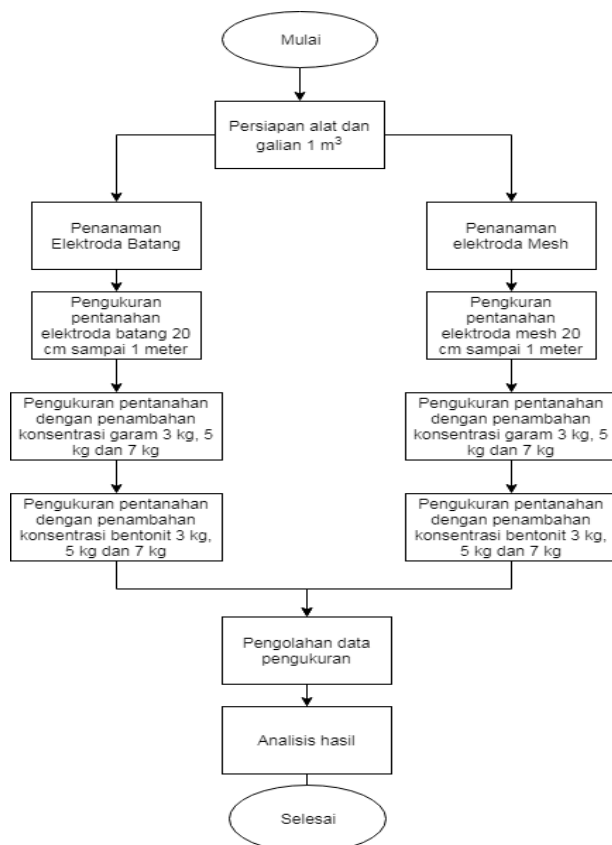 Mulai
Persiapan alat dan
galian 1 m³
Penanaman
Elektroda Batang
Penanaman
elektroda Mesh
Pengukuran
pentanahan
elektroda batang 20
cm sampai 1 meter
Pengkuran
pentanahan
elektroda mesh 20
cm sampai 1 meter
Pengukuran pentanahan
dengan penambahan
konsentrasi garam 3 kg, 5
kg dan 7 kg
Pengukuran pentanahan
dengan penambahan
konsentrasi garam 3 kg, 5
kg dan 7 kg
Pengukuran pentanahan
dengan penambahan
konsentrasi bentonit 3 kg,
5 kg dan 7 kg
Pengukuran pentanahan
dengan penambahan
konsentrasi bentonit 3 kg,
5 kg dan 7 kg
Pengolahan data
pengukuran
Analisis hasil
Selesai